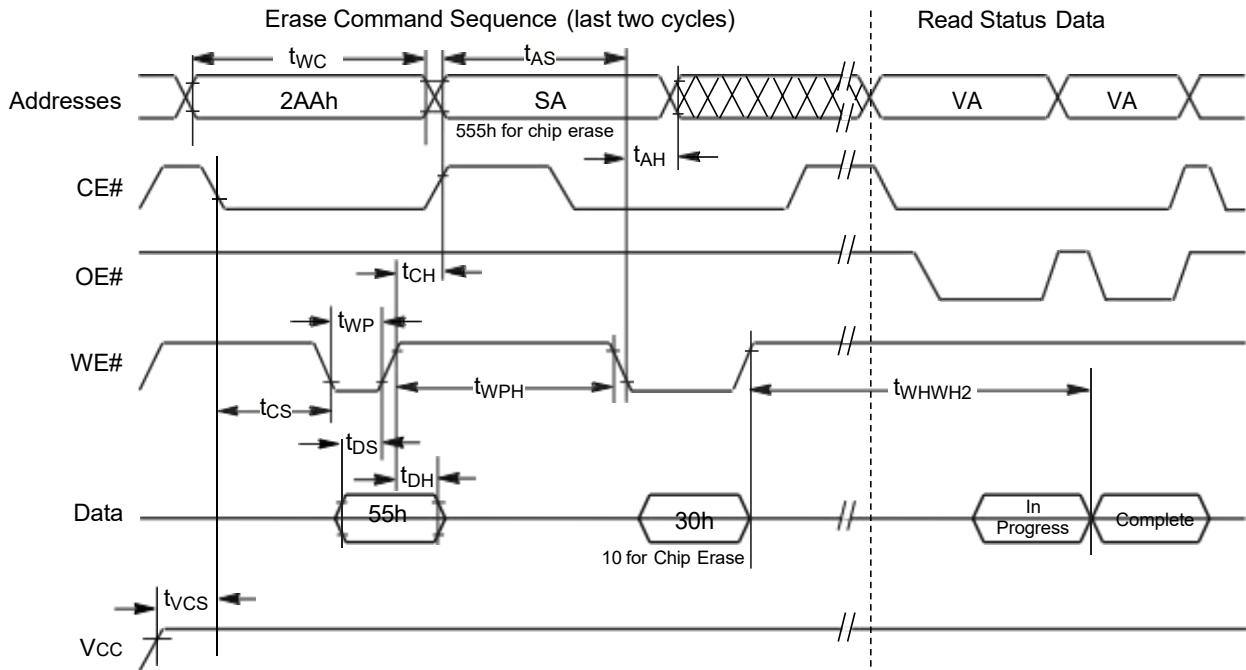 Erase Command Sequence (last two cycles)
Read Status Data
tWC
tAS
Addresses
2AAh
SA
VA
VA
555h for chip erase
tAH
CE#
OE#
tCH
tWP
WE#
tWPH
tWHWH2
tCS
tDS
tDH
Data
55h
30h
In
Progress
Complete
10 for Chip Erase
tVCS
VCC